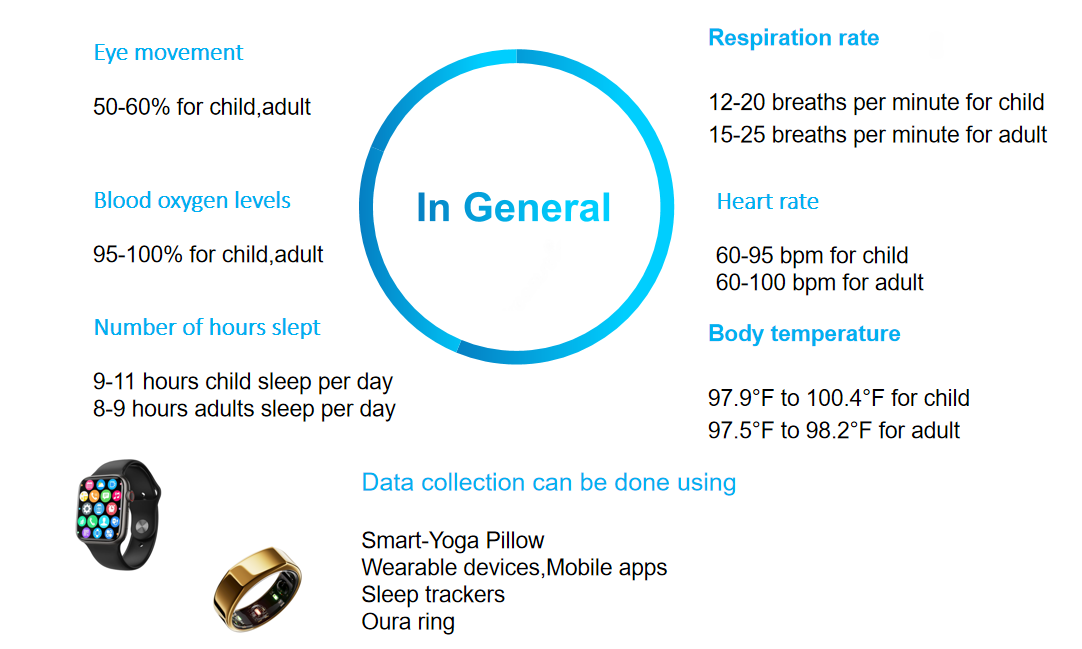 Eye movement
50-60% for child,adult
Blood oxygen levels
95-100% for child,adult
Number of hours slept
9-11 hours child sleep per day
8-9 hours adults sleep per day
In General
Respiration rate
12-20 breaths per minute for child
15-25 breaths per minute for adult
Heart rate
60-95 bpm for child
60-100 bpm for adult
Body temperature
97.9°F to 100.4°F for child
97.5°F to 98.2°F for adult
Data collection can be done using
Smart-Yoga Pillow
Wearable devices,Mobile apps
Sleep trackers
Oura ring